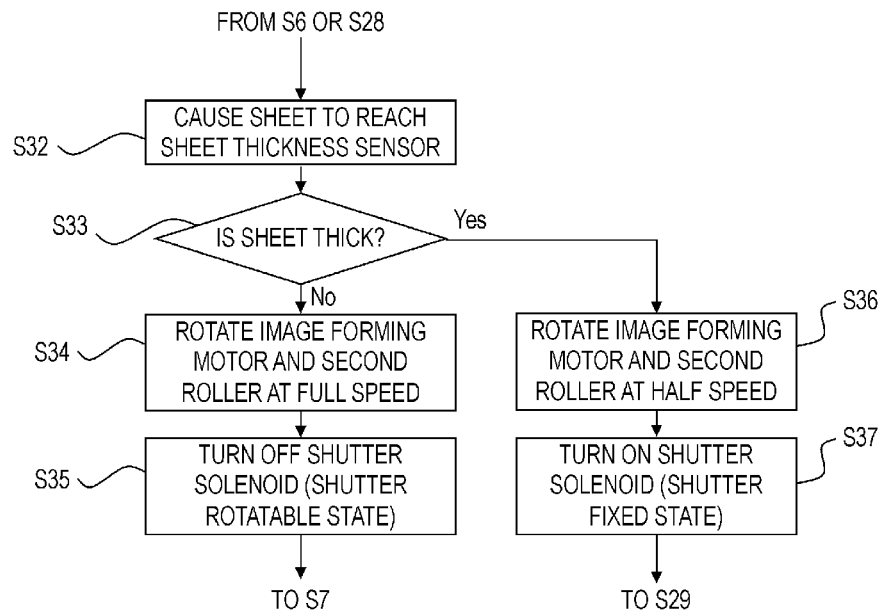 FROM S6 OR S28
S32
CAUSE SHEET TO REACH
SHEET THICKNESS SENSOR
S33
IS SHEET THICK?
Yes
No
S34
ROTATE IMAGE FORMING
MOTOR AND SECOND
ROLLER AT FULL SPEED
S36
ROTATE IMAGE FORMING
MOTOR AND SECOND
ROLLER AT HALF SPEED
S35
TURN OFF SHUTTER
SOLENOID (SHUTTER
ROTATABLE STATE)
S37
TURN ON SHUTTER
SOLENOID (SHUTTER
FIXED STATE)
TO S7
TO S29